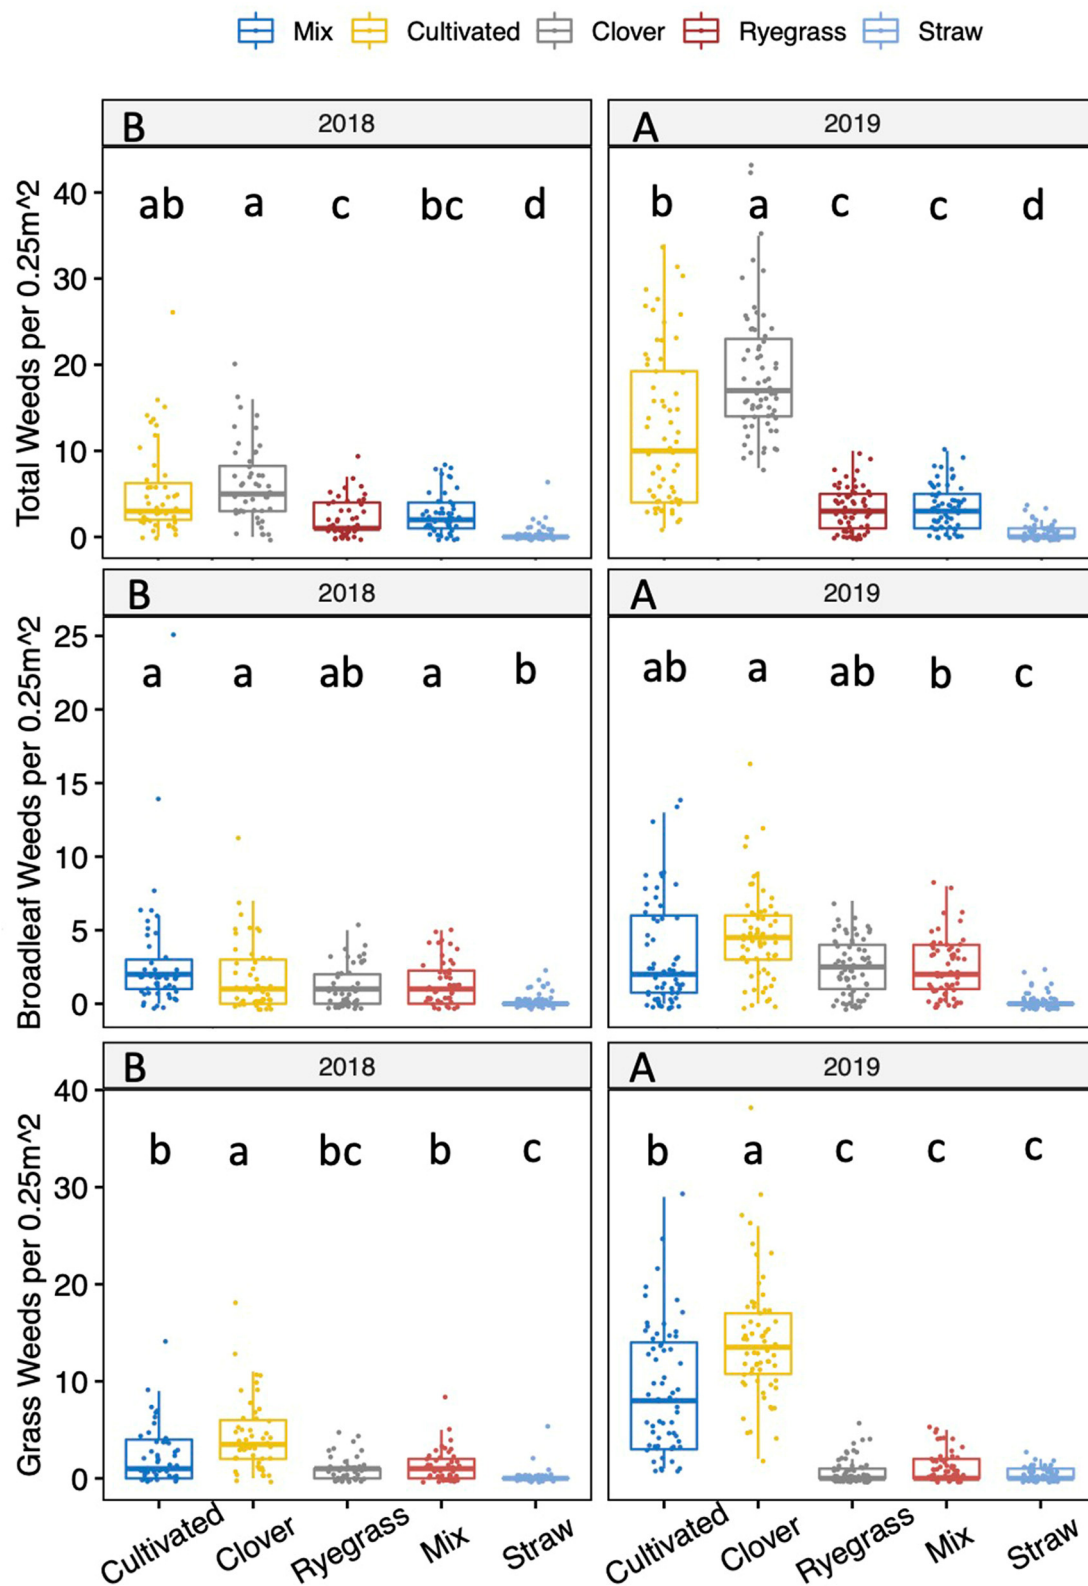 Mix Cultivated Clover Ryegrass Straw
B 2018 A 2019
Total Weeds per 0.25m^2
40
30
20
10
0
ab a c bc d
b a c c d
B 2018 A 2019
Broadleaf Weeds per 0.25m^2
25
20
15
10
5
0
a a ab a b
ab a ab b c
B 2018 A 2019
Grass Weeds per 0.25m^2
40
30
20
10
0
b a bc b c
b a c c c
Cultivated Clover Ryegrass Mix Straw
Cultivated Clover Ryegrass Mix Straw